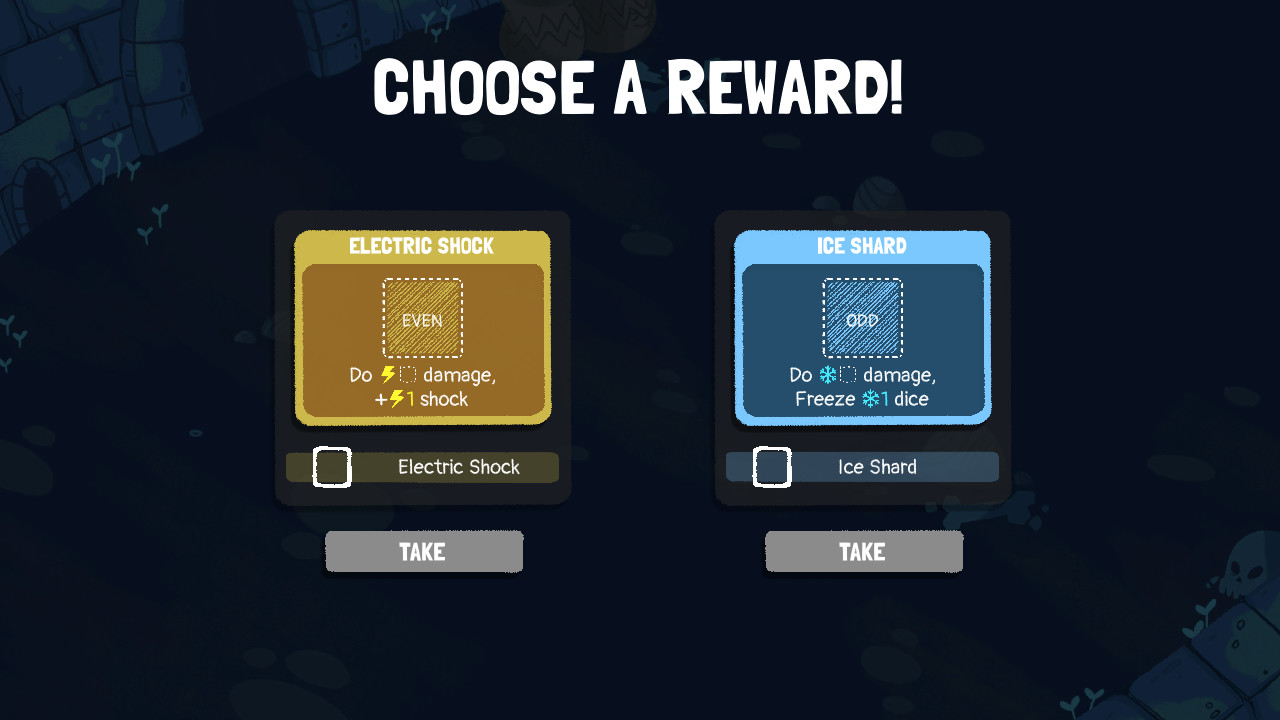 CHOOSE A REWARD!
ELECTRIC SHOCK
EVEN
Do damage,
+1 shock
Electric Shock
TAKE
ICE SHARD
ODD
Do damage,
Freeze 1 dice
Ice Shard
TAKE